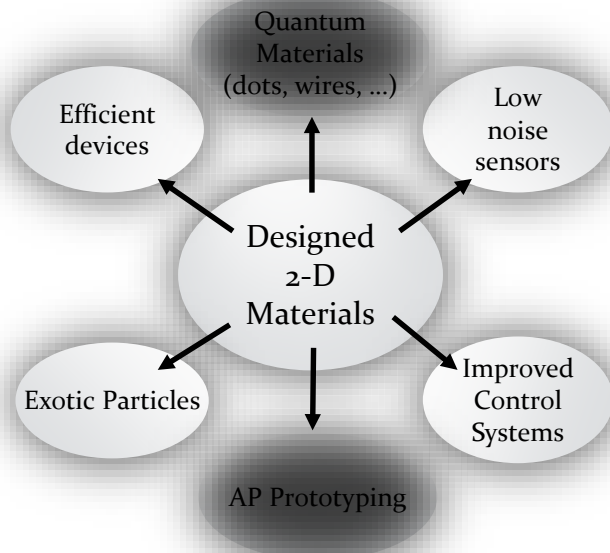 Quantum
Materials
(dots, wires, ...)
Efficient
devices
Low
noise
sensors
Designed
2-D
Materials
Exotic Particles
Improved
Control
Systems
AP Prototyping